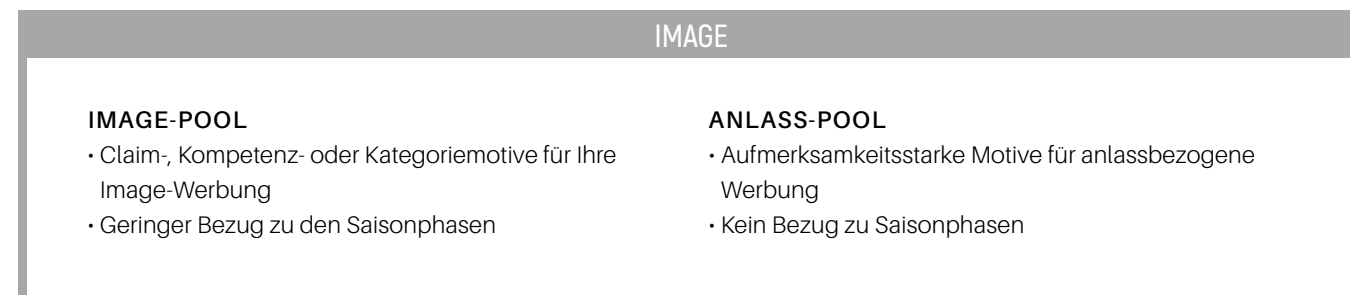 IMAGE
IMAGE-POOL
• Claim-, Kompetenz- oder Kategoriemotive für Ihre
Image-Werbung
• Geringer Bezug zu den Saisonphasen
ANLASS-POOL
• Aufmerksamkeitsstarke Motive für anlassbezogene
Werbung
• Kein Bezug zu Saisonphasen